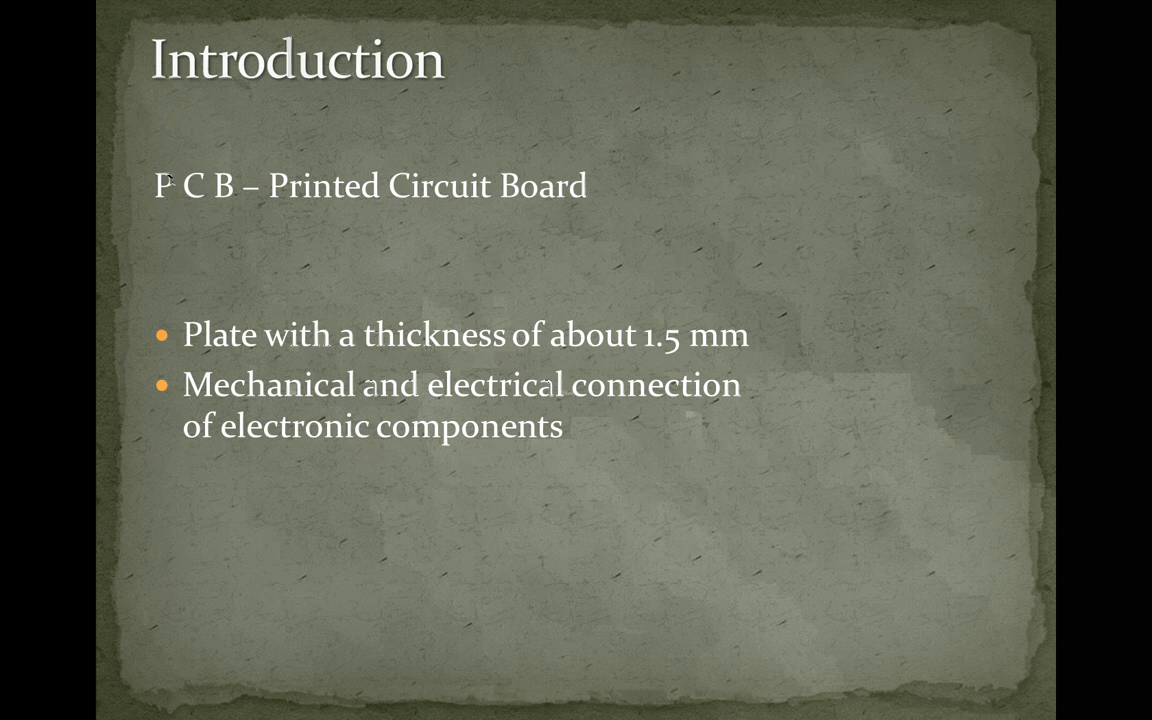 Introduction
P C B – Printed Circuit Board
• Plate with a thickness of about 1.5 mm
• Mechanical and electrical connection
of electronic components